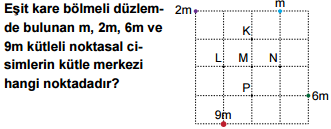 Eşit kare bölmeli düzlem-
de bulunan m, 2m, 6m ve
9m kütleli noktasal ci-
simlerin kütle merkezi
hangi noktadadır?
2m
m
K
L M N
P
6m
9m